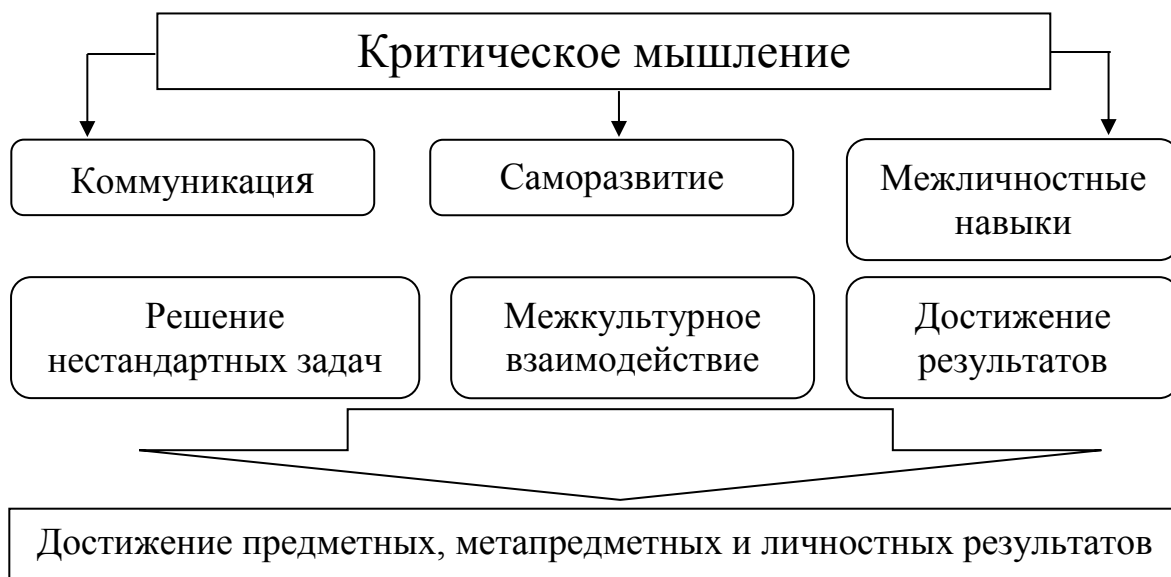 Критическое мышление
Коммуникация
Саморазвитие
Межличностные
навыки
Решение
нестандартных задач
Межкультурное
взаимодействие
Достижение
результатов
Достижение предметных, метапредметных и личностных результатов